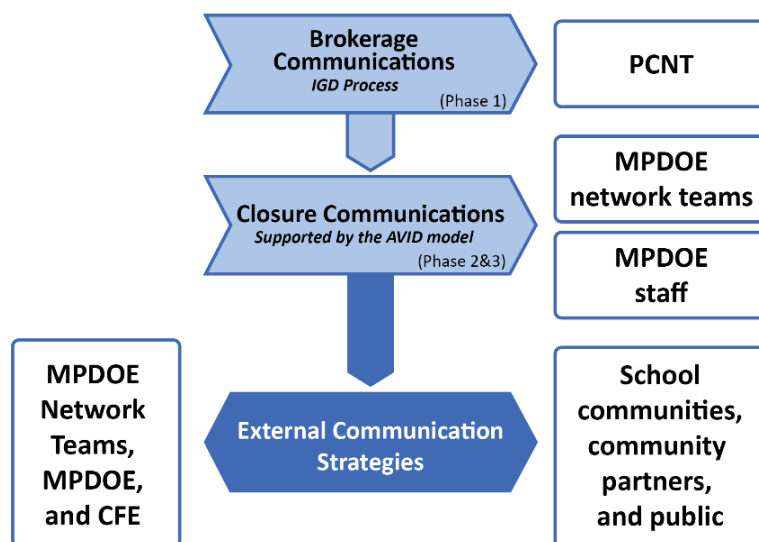 Brokerage
Communications
IGD Process
(Phase 1)
PCNT
Closure Communications
Supported by the AVID model
(Phase 2&3)
MPDOE
network teams
MPDOE
staff
MPDOE
Network
Teams,
MPDOE,
and CFE
External Communication
Strategies
School
communities,
community
partners,
and public